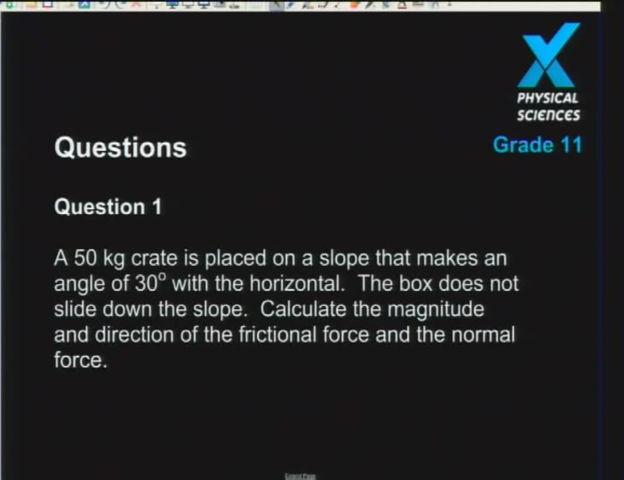 PHYSICAL
SCIENCES
Grade 11
Questions
Question 1
A 50 kg crate is placed on a slope that makes an
angle of 30° with the horizontal.  The box does not
slide down the slope.  Calculate the magnitude
and direction of the frictional force and the normal
force.